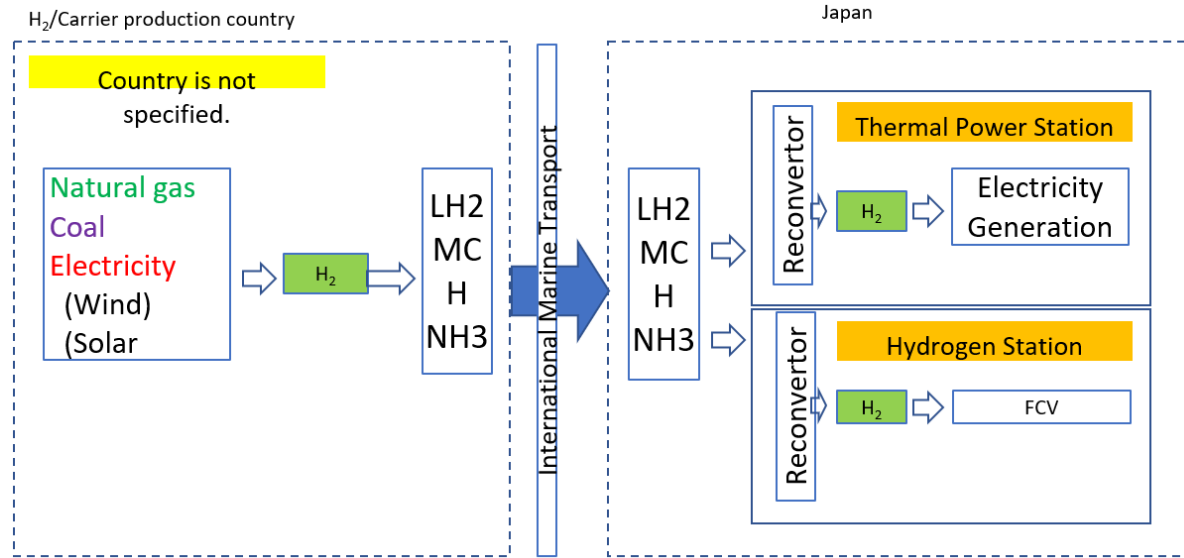 H₂/Carrier production country
Japan
Country is not
specified.
Natural gas
Coal
Electricity
(Wind)
(Solar
H₂
LH2
MC
H
NH3
International Marine Transport
LH2
MC
H
NH3
Reconvertor
Thermal Power Station
H₂
Electricity
Generation
Reconvertor
Hydrogen Station
H₂
FCV